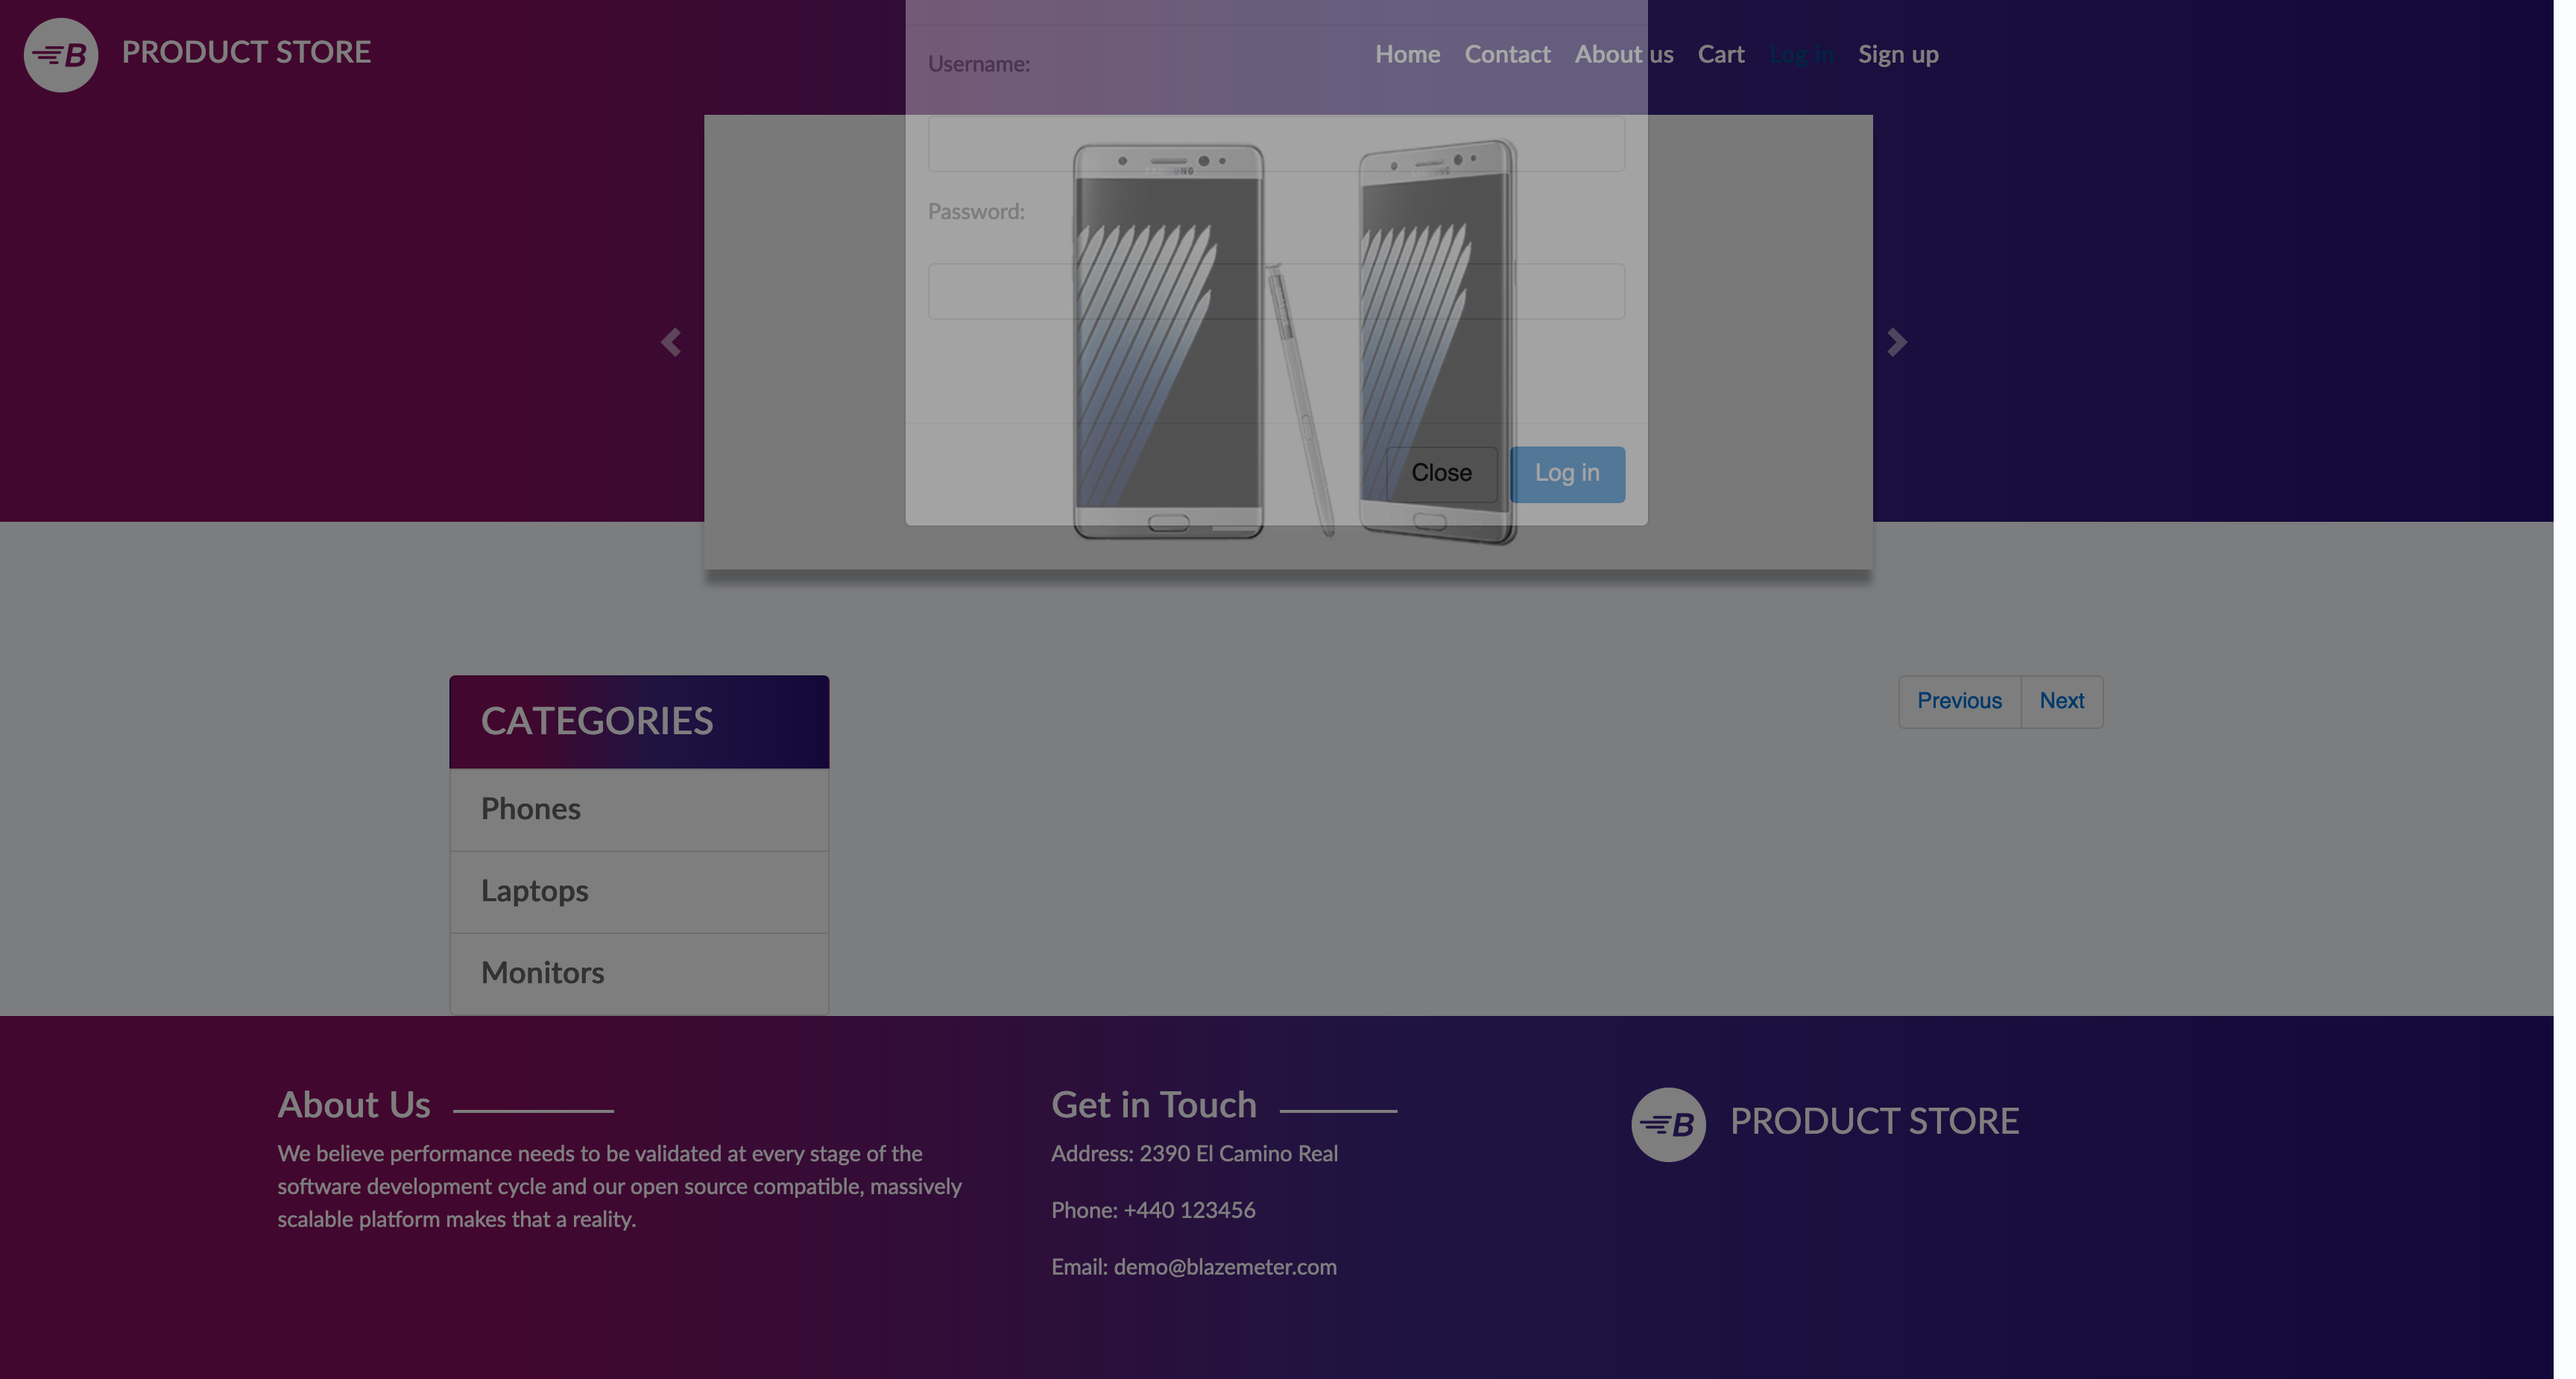 B PRODUCT STORE
Home Contact About us Cart Log in Sign up
Username:
SAMSUNG
Password:
Close Log in
CATEGORIES
Phones
Laptops
Monitors
Previous Next
About Us
We believe performance needs to be validated at every stage of the
software development cycle and our open source compatible, massively
scalable platform makes that a reality.
Get in Touch
Address: 2390 El Camino Real
Phone: +440 123456
Email: demo@blazemeter.com
B PRODUCT STORE